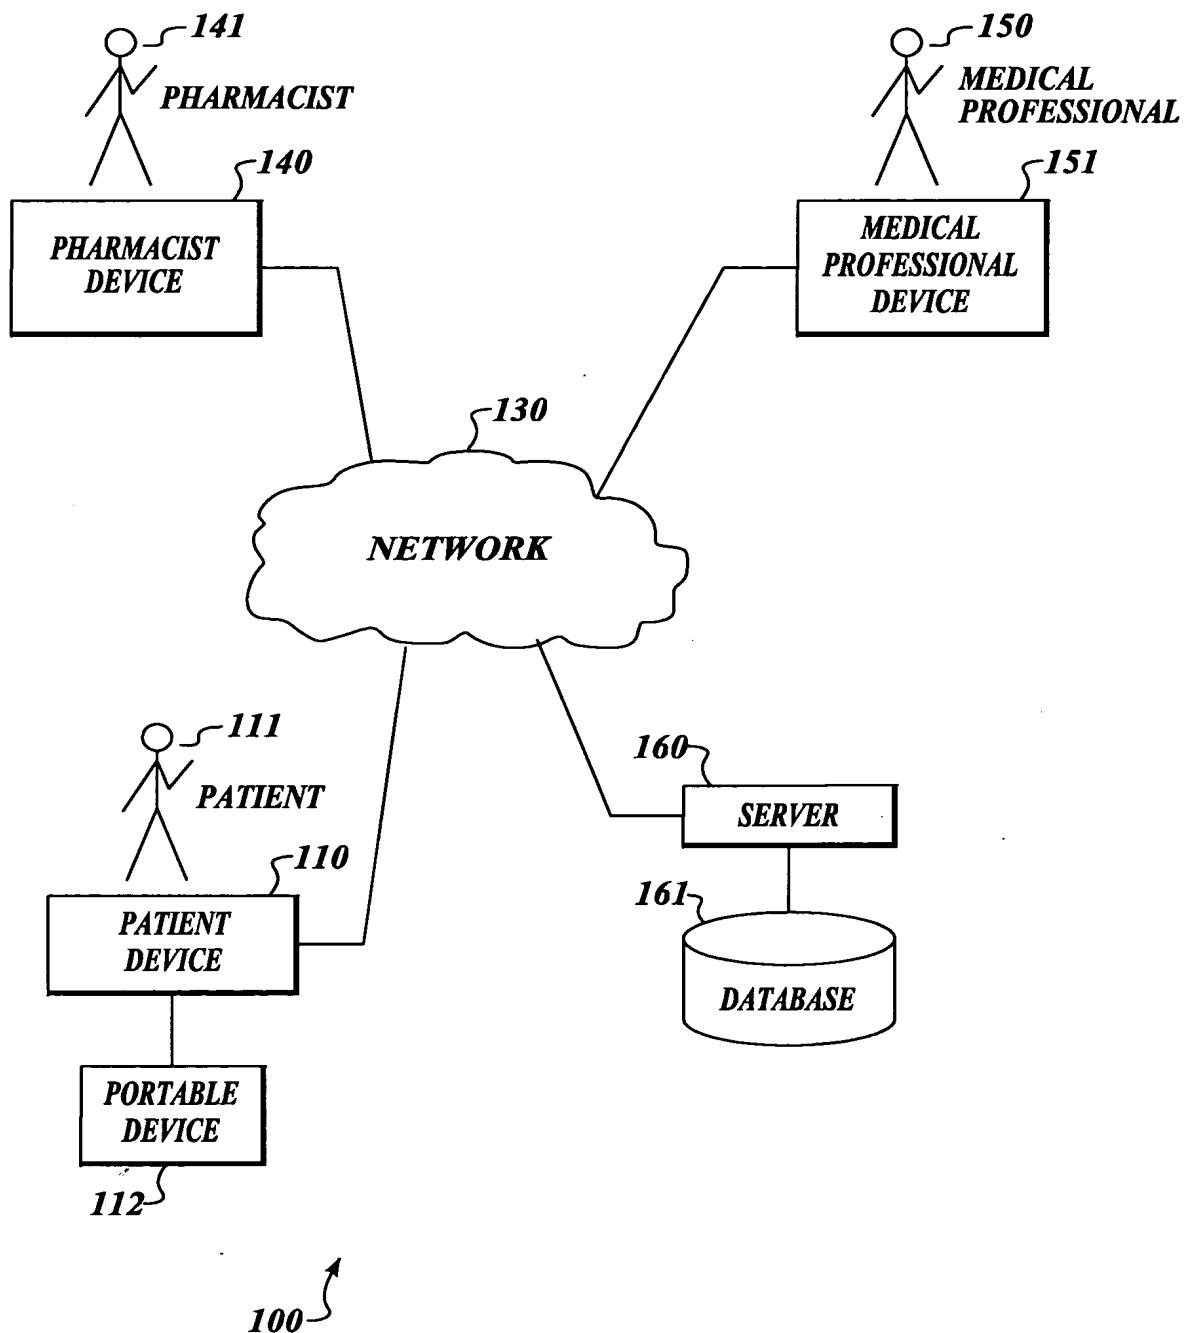 141
PHARMACIST
140
PHARMACIST
DEVICE
150
MEDICAL
PROFESSIONAL
151
MEDICAL
PROFESSIONAL
DEVICE
130
NETWORK
111
PATIENT
110
PATIENT
DEVICE
PORTABLE
DEVICE
112
160
SERVER
161
DATABASE
100